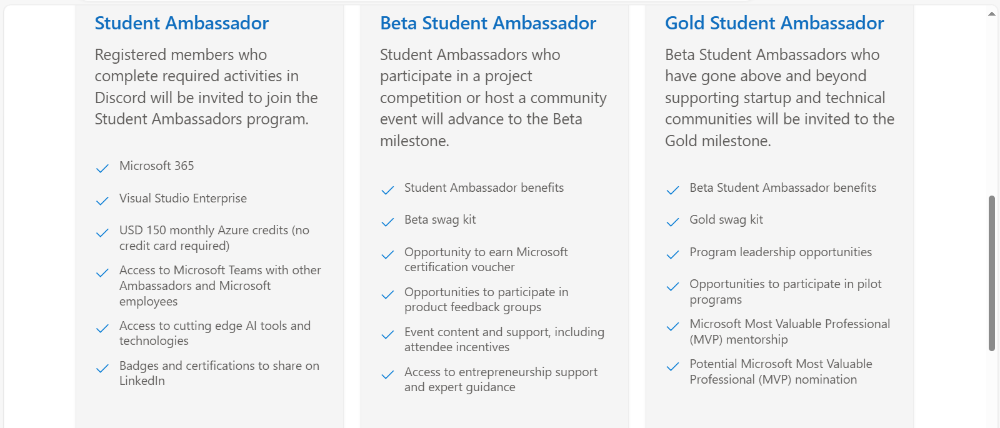 Student Ambassador
Registered members who
complete required activities in
Discord will be invited to join the
Student Ambassadors program.
Microsoft 365
Visual Studio Enterprise
USD 150 monthly Azure credits (no
credit card required)
Access to Microsoft Teams with other
Ambassadors and Microsoft
employees
Access to cutting edge AI tools and
technologies
Badges and certifications to share on
LinkedIn
Beta Student Ambassador
Student Ambassadors who
participate in a project
competition or host a community
event will advance to the Beta
milestone.
Student Ambassador benefits
Beta swag kit
Opportunity to earn Microsoft
certification voucher
Opportunities to participate in
product feedback groups
Event content and support, including
attendee incentives
Access to entrepreneurship support
and expert guidance
Gold Student Ambassador
Beta Student Ambassadors who
have gone above and beyond
supporting startup and technical
communities will be invited to the
Gold milestone.
Beta Student Ambassador benefits
Gold swag kit
Program leadership opportunities
Opportunities to participate in pilot
programs
Microsoft Most Valuable Professional
(MVP) mentorship
Potential Microsoft Most Valuable
Professional (MVP) nomination